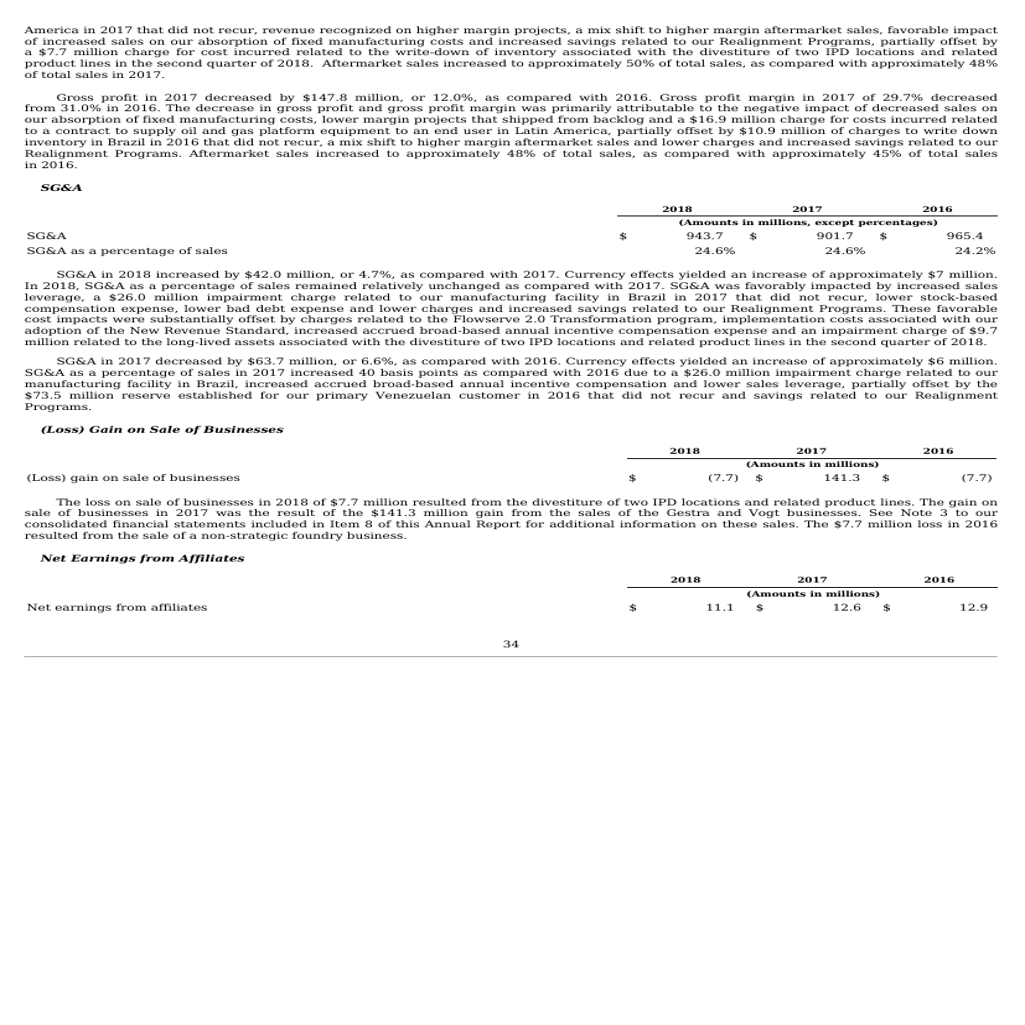 America in 2017 that did not recur, revenue recognized on higher margin projects, a mix shift to higher margin aftermarket sales, favorable impact
of increased sales on our absorption of fixed manufacturing costs and increased savings related to our Realignment Programs, partially offset by
a $7.7 million charge for cost incurred related to the write-down of inventory associated with the divestiture of two IPD locations and related
product lines in the second quarter of 2018. Aftermarket sales increased to approximately 50% of total sales, as compared with approximately 48%
of total sales in 2017.
Gross profit in 2017 decreased by $147.8 million, or 12.0%, as compared with 2016. Gross profit margin in 2017 of 29.7% decreased
from 31.0% in 2016. The decrease in gross profit and gross profit margin was primarily attributable to the negative impact of decreased sales on
our absorption of fixed manufacturing costs, lower margin projects that shipped from backlog and a $16.9 million charge for costs incurred related
to a contract to supply oil and gas platform equipment to an end user in Latin America, partially offset by $10.9 million of charges to write down
inventory in Brazil in 2016 that did not recur, a mix shift to higher margin aftermarket sales and lower charges and increased savings related to our
Realignment Programs. Aftermarket sales increased to approximately 48% of total sales, as compared with approximately 45% of total sales
in 2016.
SG&A
2018 2017 2016
(Amounts in millions, except percentages)
SG&A $ 943.7 $ 901.7 $ 965.4
SG&A as a percentage of sales 24.6% 24.6% 24.2%
SG&A in 2018 increased by $42.0 million, or 4.7%, as compared with 2017. Currency effects yielded an increase of approximately $7 million.
In 2018, SG&A as a percentage of sales remained relatively unchanged as compared with 2017. SG&A was favorably impacted by increased sales
leverage, a $26.0 million impairment charge related to our manufacturing facility in Brazil in 2017 that did not recur, lower stock-based
compensation expense, lower bad debt expense and lower charges and increased savings related to our Realignment Programs. These favorable
cost impacts were substantially offset by charges related to the Flowserve 2.0 Transformation program, implementation costs associated with our
adoption of the New Revenue Standard, increased accrued broad-based annual incentive compensation expense and an impairment charge of $9.7
million related to the long-lived assets associated with the divestiture of two IPD locations and related product lines in the second quarter of 2018.
SG&A in 2017 decreased by $63.7 million, or 6.6%, as compared with 2016. Currency effects yielded an increase of approximately $6 million.
SG&A as a percentage of sales in 2017 increased 40 basis points as compared with 2016 due to a $26.0 million impairment charge related to our
manufacturing facility in Brazil, increased accrued broad-based annual incentive compensation and lower sales leverage, partially offset by the
$73.5 million reserve established for our primary Venezuelan customer in 2016 that did not recur and savings related to our Realignment
Programs.
(Loss) Gain on Sale of Businesses
2018 2017 2016
(Amounts in millions)
(Loss) gain on sale of businesses $ (7.7) $ 141.3 $ (7.7)
The loss on sale of businesses in 2018 of $7.7 million resulted from the divestiture of two IPD locations and related product lines. The gain on
sale of businesses in 2017 was the result of the $141.3 million gain from the sales of the Gestra and Vogt businesses. See Note 3 to our
consolidated financial statements included in Item 8 of this Annual Report for additional information on these sales. The $7.7 million loss in 2016
resulted from the sale of a non-strategic foundry business.
Net Earnings from Affiliates
2018 2017 2016
(Amounts in millions)
Net earnings from affiliates $ 11.1 $ 12.6 $ 12.9
34